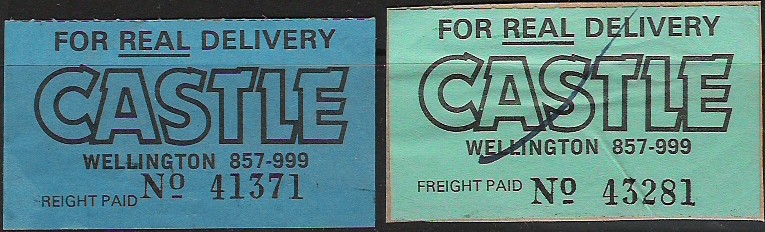 FOR REAL DELIVERY
CASTLE
WELLINGTON 857-999
REIGHT PAID Nº 41371
FOR REAL DELIVERY
CASTLE
WELLINGTON 857-999
FREIGHT PAID Nº 43281